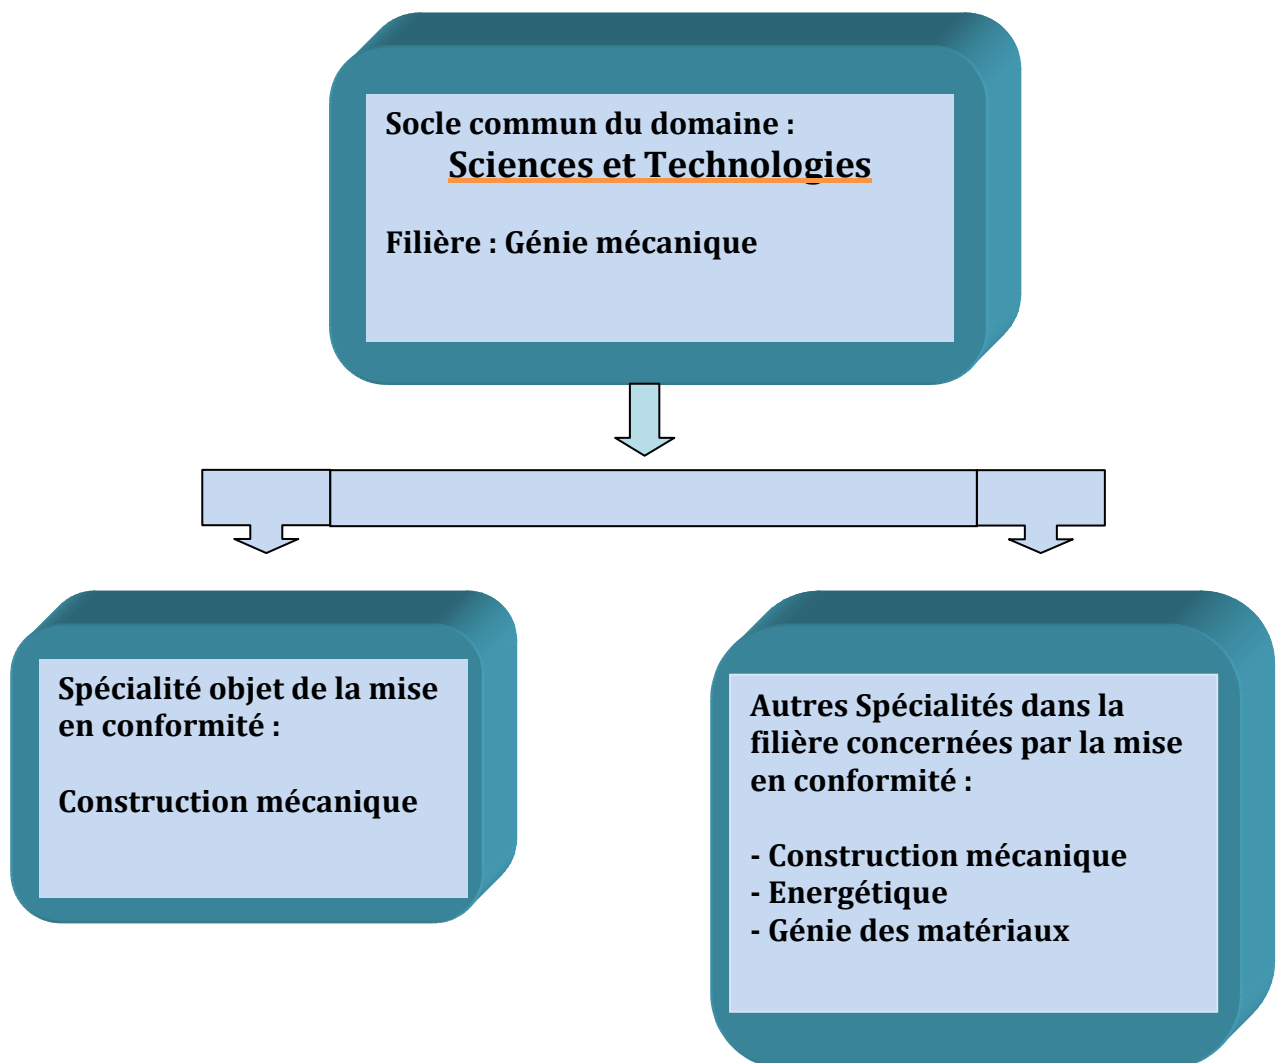 Socle commun du domaine :
Sciences et Technologies
Filière : Génie mécanique
Spécialité objet de la mise
en conformité :
Construction mécanique
Autres Spécialités dans la
filière concernées par la mise
en conformité :
- Construction mécanique
- Energétique
- Génie des matériaux